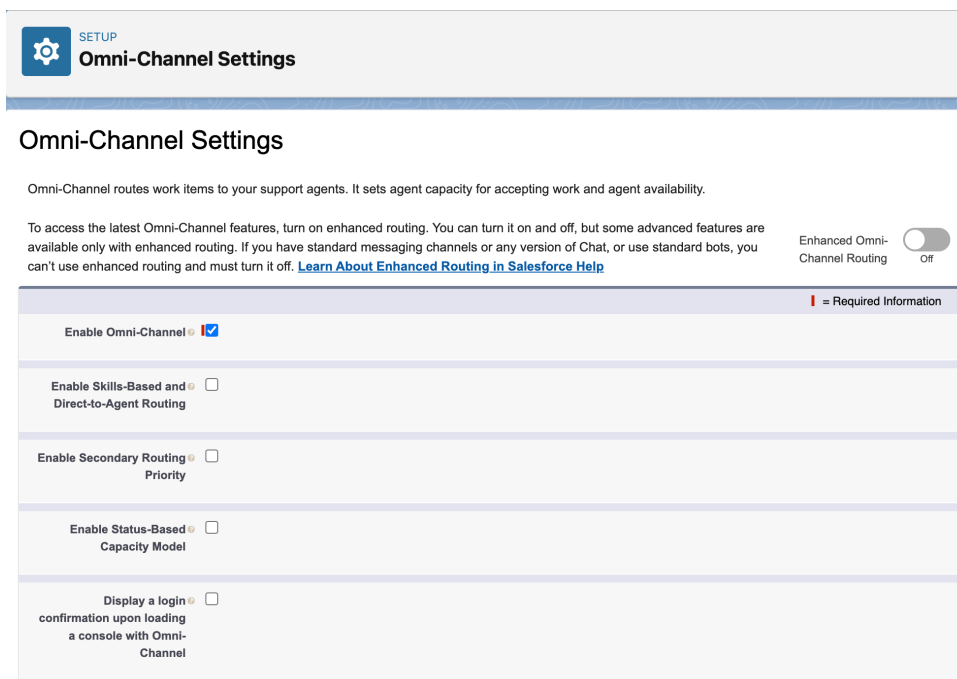 SETUP
Omni-Channel Settings
Omni-Channel Settings
Omni-Channel routes work items to your support agents. It sets agent capacity for accepting work and agent availability.
To access the latest Omni-Channel features, turn on enhanced routing. You can turn it on and off, but some advanced features are
available only with enhanced routing. If you have standard messaging channels or any version of Chat, or use standard bots, you
can't use enhanced routing and must turn it off. Learn About Enhanced Routing in Salesforce Help
Enhanced Omni-
Channel Routing
Off
= Required Information
Enable Omni-Channel
Enable Skills-Based and
Direct-to-Agent Routing
Enable Secondary Routing
Priority
Enable Status-Based
Capacity Model
Display a login
confirmation upon loading
a console with Omni-
Channel